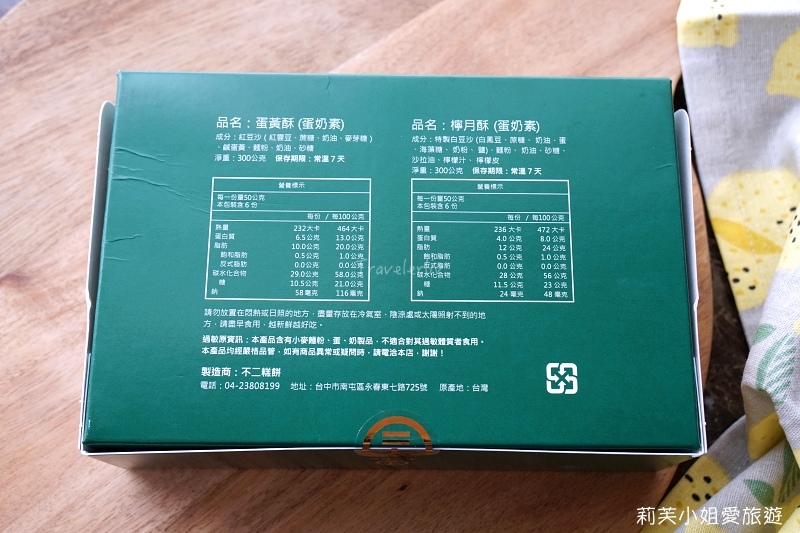 品名：蛋黃酥 (蛋奶素)
成分：紅豆沙 ( 紅豐豆、蔗糖、奶油、麥芽糖 )
、鹹蛋黃、麵粉、奶油、砂糖
淨重：300公克　保存期限：常溫 7 天
營養標示
每一份量50公克
本包裝含 6 份
每份 / 每100公克
熱量 232大卡 464大卡
蛋白質 6.5公克 13.0公克
脂肪 10.0公克 20.0公克
飽和脂肪 0.5公克 1.0公克
反式脂肪 0.0公克 0.0公克
碳水化合物 29.0公克 58.0公克
糖 10.5公克 21.0公克
鈉 58毫克 116毫克
品名：檸月酥 (蛋奶素)
成分：特製白豆沙 (白鳳豆、蔗糖、奶油、蛋
、海藻糖、奶粉、鹽)、麵粉、奶油、砂糖、
沙拉油、檸檬汁、檸檬皮
淨重：300公克　保存期限：常溫 7 天
營養標示
每一份量50公克
本包裝含 6 份
每份 / 每100公克
熱量 236 大卡 472 大卡
蛋白質 4.0 公克 8.0 公克
脂肪 12 公克 24 公克
飽和脂肪 0.5 公克 1.0 公克
反式脂肪 0.0 公克 0.0 公克
碳水化合物 28 公克 56 公克
糖 11.5 公克 23 公克
鈉 24 毫克 48 毫克
請勿放置在悶熱或日照的地方，盡量存放在冷氣室、陰涼處或太陽照射不到的地
方，請盡早食用，越新鮮越好吃。
過敏原資訊：本產品含有小麥麵粉、蛋、奶製品，不適合對其過敏體質者食用。
本產品均經嚴格品管，如有商品異常或疑問時，請電洽本店，謝謝！
製造商：不二糕餅
電話：04-23808199　地址：台中市南屯區永春東七路725號　原產地：台灣
莉芙小姐愛旅遊